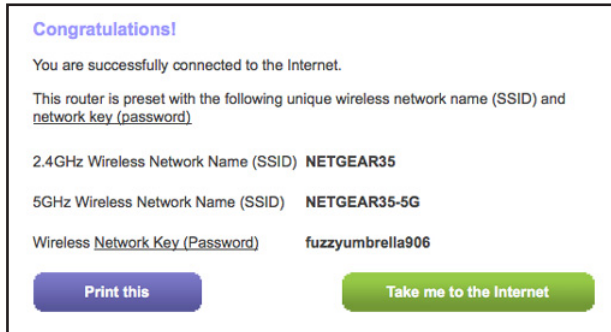 Congratulations!
You are successfully connected to the Internet.
This router is preset with the following unique wireless network name (SSID) and
network key (password)
2.4GHz Wireless Network Name (SSID) NETGEAR35
5GHz Wireless Network Name (SSID) NETGEAR35-5G
Wireless Network Key (Password) fuzzyumbrella906
Print this Take me to the Internet